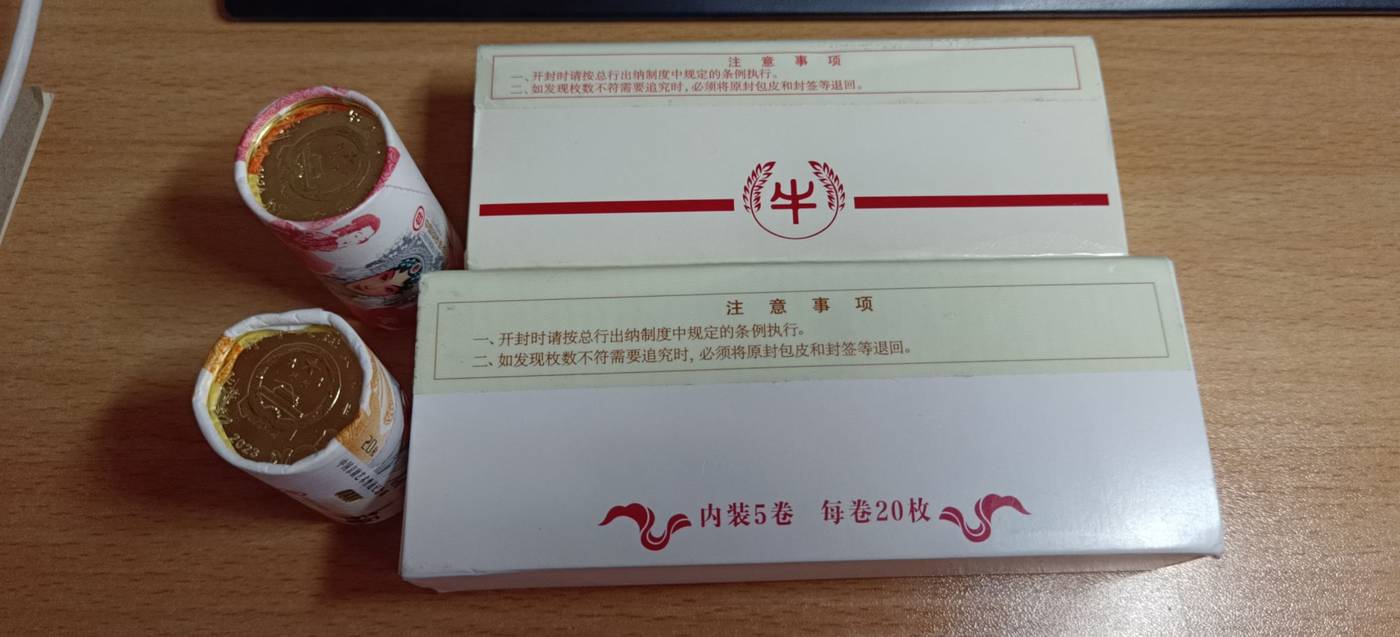 注意事项
一、开封时请按总行出纳制度中规定的条例执行。
二、如发现枚数不符需要追究时,必须将原封包皮和封签等退回。
牛
注意事项
一、开封时请按总行出纳制度中规定的条例执行。
二、如发现枚数不符需要追究时,必须将原封包皮和封签等退回。
内装5卷 每卷20枚
2023